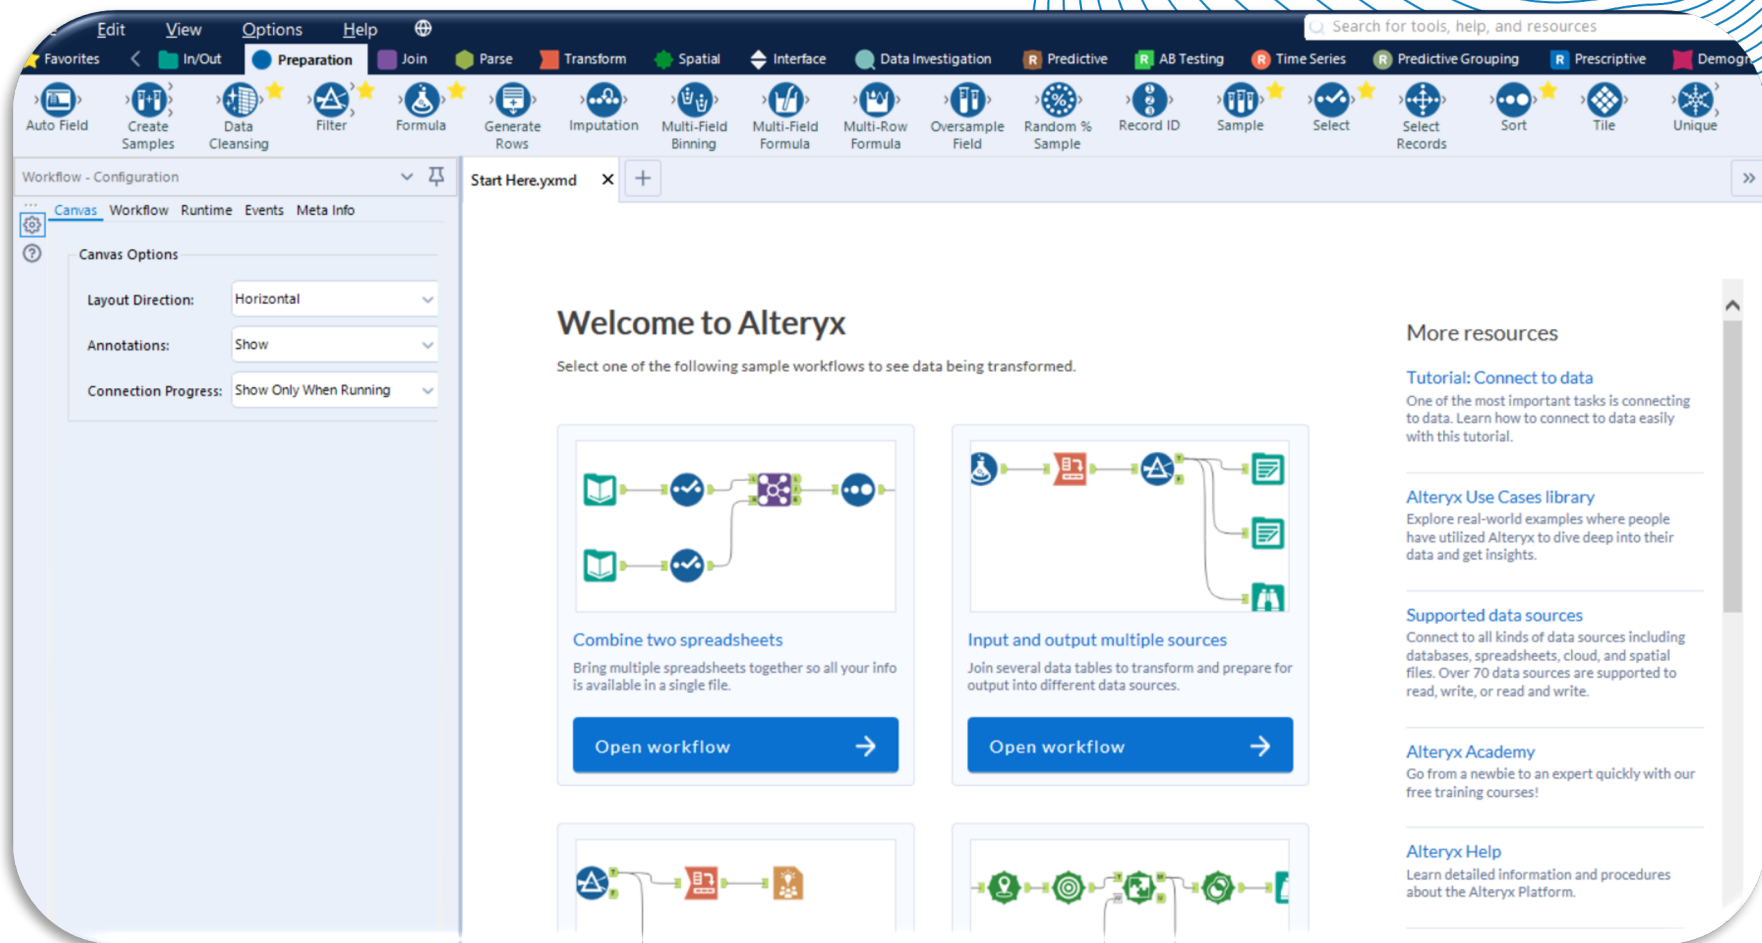 Edit View Options Help
Search for tools, help, and resources
Favorites In/Out Preparation Join Parse Transform Spatial Interface Data Investigation R Predictive R AB Testing R Time Series R Predictive Grouping R Prescriptive
Auto Field Create Samples Data Cleansing Filter Formula Generate Rows Imputation Multi-Field Binning Multi-Field Formula Multi-Row Formula Oversample Field Random % Sample Record ID Sample Select Select Records Sort Tile Unique
Workflow - Configuration
Start Here.yxmd
Canvas Workflow Runtime Events Meta Info
Canvas Options
Layout Direction: Horizontal
Annotations: Show
Connection Progress: Show Only When Running
Welcome to Alteryx
Select one of the following sample workflows to see data being transformed.
Combine two spreadsheets
Bring multiple spreadsheets together so all your info
is available in a single file.
Open workflow
Input and output multiple sources
Join several data tables to transform and prepare for
output into different data sources.
Open workflow
More resources
Tutorial: Connect to data
One of the most important tasks is connecting
to data. Learn how to connect to data easily
with this tutorial.
Alteryx Use Cases library
Explore real-world examples where people
have utilized Alteryx to dive deep into their
data and get insights.
Supported data sources
Connect to all kinds of data sources including
databases, spreadsheets, cloud, and spatial
files. Over 70 data sources are supported to
read, write, or read and write.
Alteryx Academy
Go from a newbie to an expert quickly with our
free training courses!
Alteryx Help
Learn detailed information and procedures
about the Alteryx Platform.